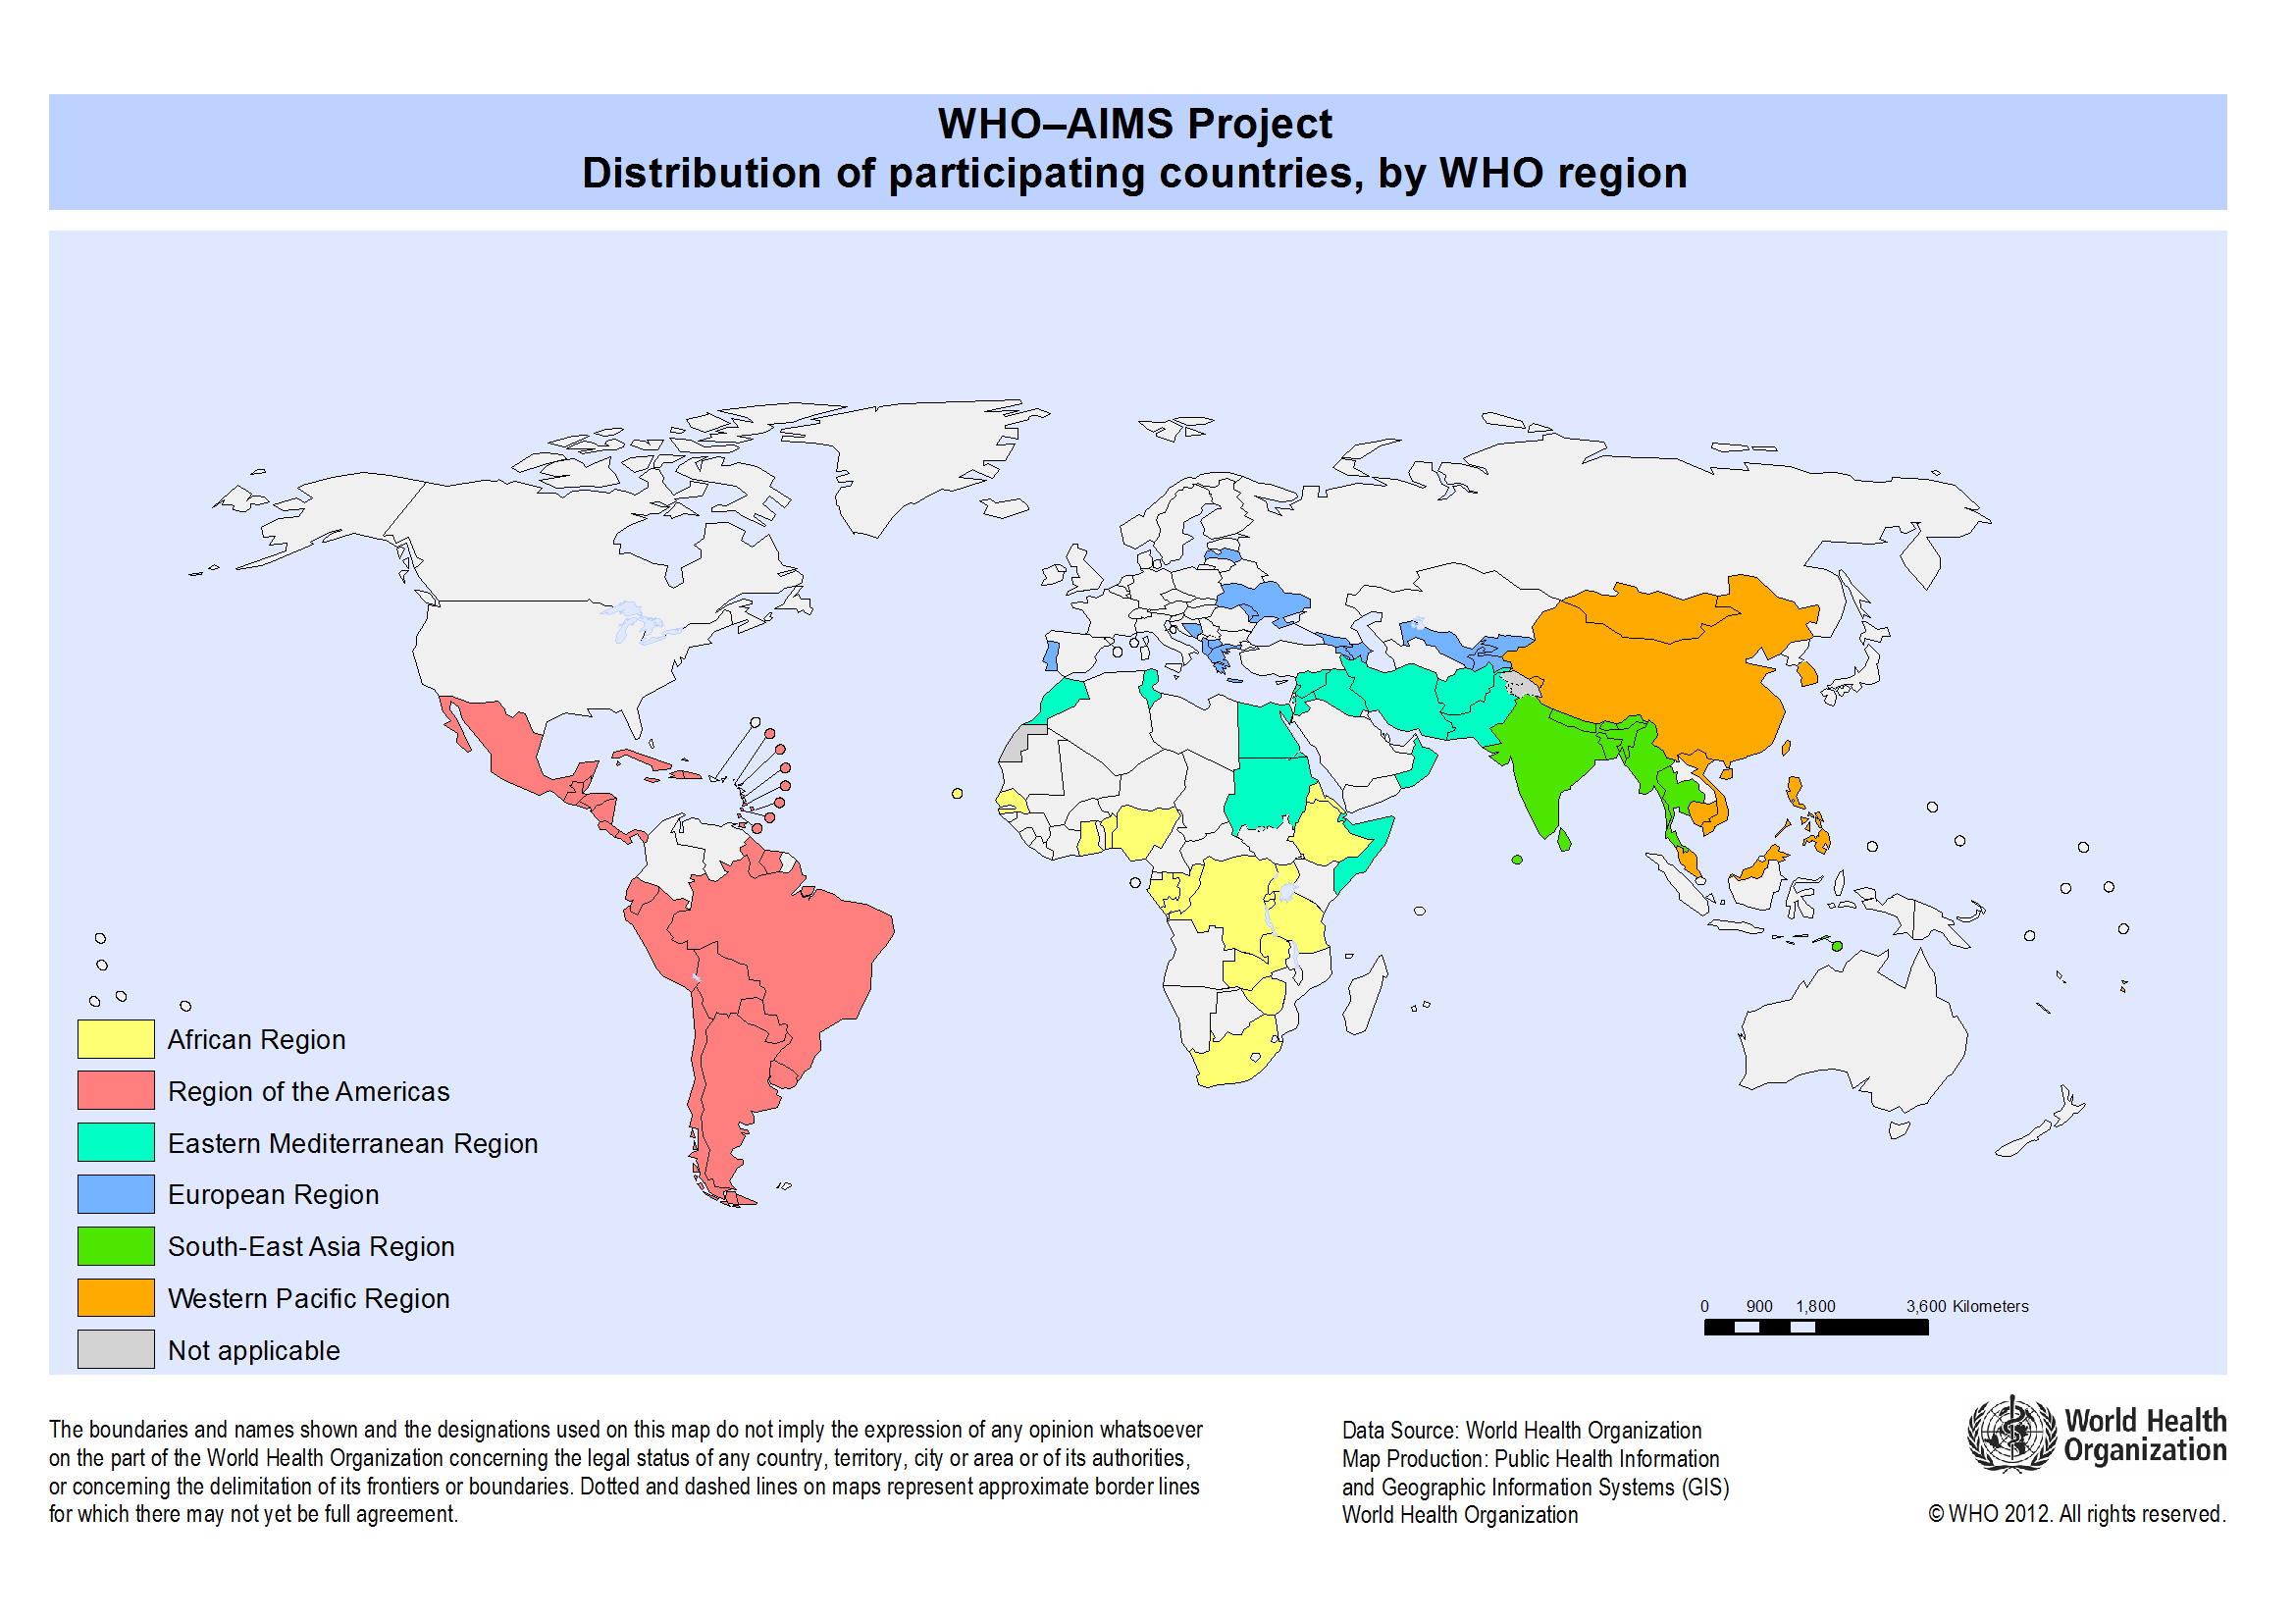 WHO–AIMS Project
Distribution of participating countries, by WHO region
African Region
Region of the Americas
Eastern Mediterranean Region
European Region
South-East Asia Region
Western Pacific Region
Not applicable
0 900 1,800 3,600 Kilometers
The boundaries and names shown and the designations used on this map do not imply the expression of any opinion whatsoever
on the part of the World Health Organization concerning the legal status of any country, territory, city or area or of its authorities,
or concerning the delimitation of its frontiers or boundaries. Dotted and dashed lines on maps represent approximate border lines
for which there may not yet be full agreement.
Data Source: World Health Organization
Map Production: Public Health Information
and Geographic Information Systems (GIS)
World Health Organization
World Health
Organization
© WHO 2012. All rights reserved.